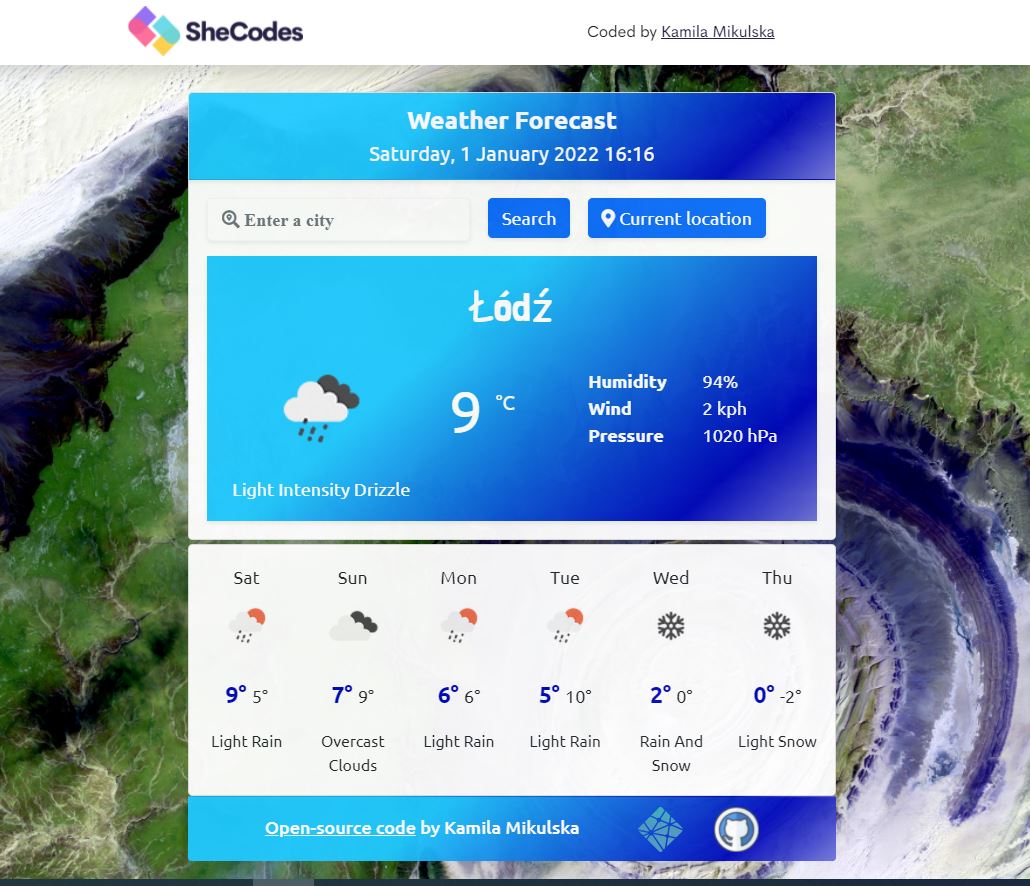 SheCodes
Coded by Kamila Mikulska
Weather Forecast
Saturday, 1 January 2022 16:16
Enter a city
Search
Current location
Łódź
9 °C
Humidity 94%
Wind 2 kph
Pressure 1020 hPa
Light Intensity Drizzle
Sat Sun Mon Tue Wed Thu
9° 5° 7° 9° 6° 6° 5° 10° 2° 0° 0° -2°
Light Rain Overcast Light Rain Light Rain Rain And Light Snow
Clouds Snow
Open-source code by Kamila Mikulska